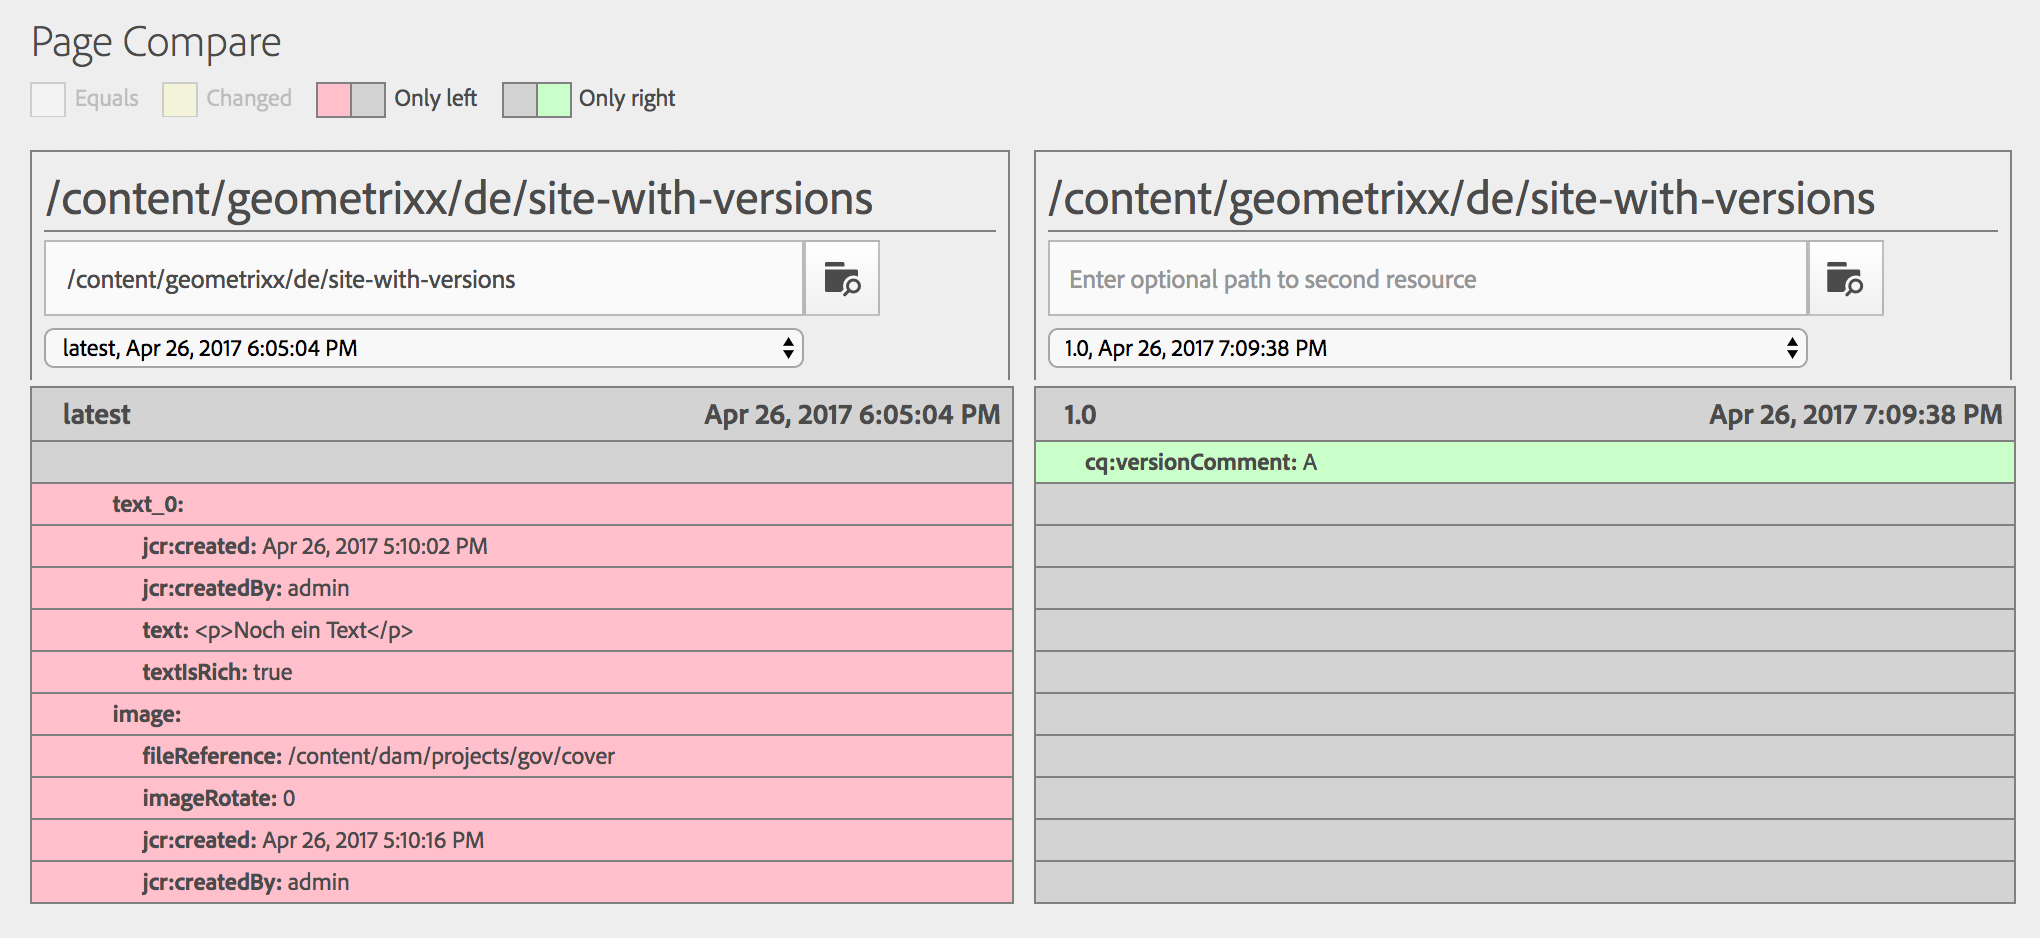 Page Compare
Equals Changed Only left Only right
/content/geometrixx/de/site-with-versions
/content/geometrixx/de/site-with-versions
latest, Apr 26, 2017 6:05:04 PM
latest Apr 26, 2017 6:05:04 PM
text_0:
jcr:created: Apr 26, 2017 5:10:02 PM
jcr:createdBy: admin
text: <p>Noch ein Text</p>
textIsRich: true
image:
fileReference: /content/dam/projects/gov/cover
imageRotate: 0
jcr:created: Apr 26, 2017 5:10:16 PM
jcr:createdBy: admin
/content/geometrixx/de/site-with-versions
Enter optional path to second resource
1.0, Apr 26, 2017 7:09:38 PM
1.0 Apr 26, 2017 7:09:38 PM
cq:versionComment: A